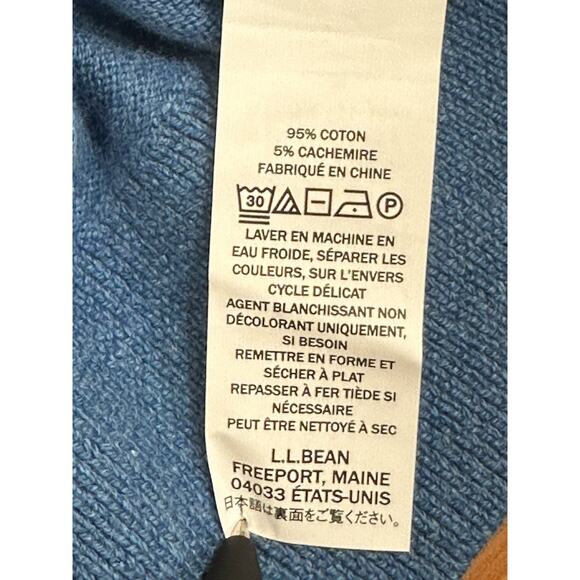 95% COTON
5% CACHEMIRE
FABRIQUÉ EN CHINE
30 P
LAVER EN MACHINE EN
EAU FROIDE, SÉPARER LES
COULEURS, SUR L'ENVERS
CYCLE DÉLICAT
AGENT BLANCHISSANT NON
DÉCOLORANT UNIQUEMENT,
SI BESOIN
REMETTRE EN FORME ET
SÉCHER À PLAT
REPASSER À FER TIÈDE SI
NÉCESSAIRE
PEUT ÊTRE NETTOYÉ À SEC
L.L.BEAN
FREEPORT, MAINE
04033 ÉTATS-UNIS
日本語は裏面をご覧ください。